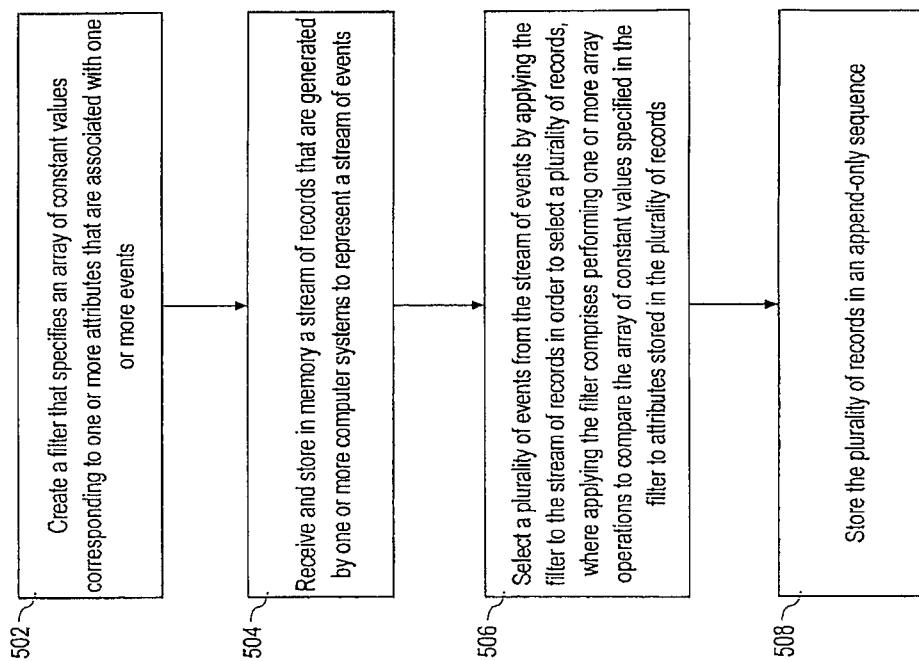 502
Create a filter that specifies an array of constant values
corresponding to one or more attributes that are associated with one
or more events
504
Receive and store in memory a stream of records that are generated
by one or more computer systems to represent a stream of events
506
Select a plurality of events from the stream of events by applying the
filter to the stream of records in order to select a plurality of records,
where applying the filter comprises performing one or more array
operations to compare the array of constant values specified in the
filter to attributes stored in the plurality of records
508
Store the plurality of records in an append-only sequence